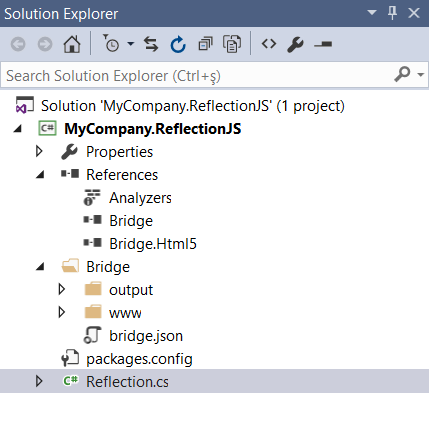 Solution Explorer
Search Solution Explorer (Ctrl+ş)
Solution 'MyCompany.ReflectionJS' (1 project)
C# MyCompany.ReflectionJS
Properties
References
Analyzers
Bridge
Bridge.Html5
Bridge
output
www
bridge.json
packages.config
C# Reflection.cs